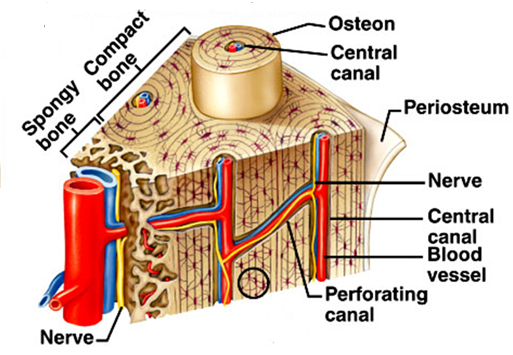 Osteon
Central
canal
Compact
bone
Spongy
bone
Periosteum
Nerve
Central
canal
Blood
vessel
Perforating
canal
Nerve